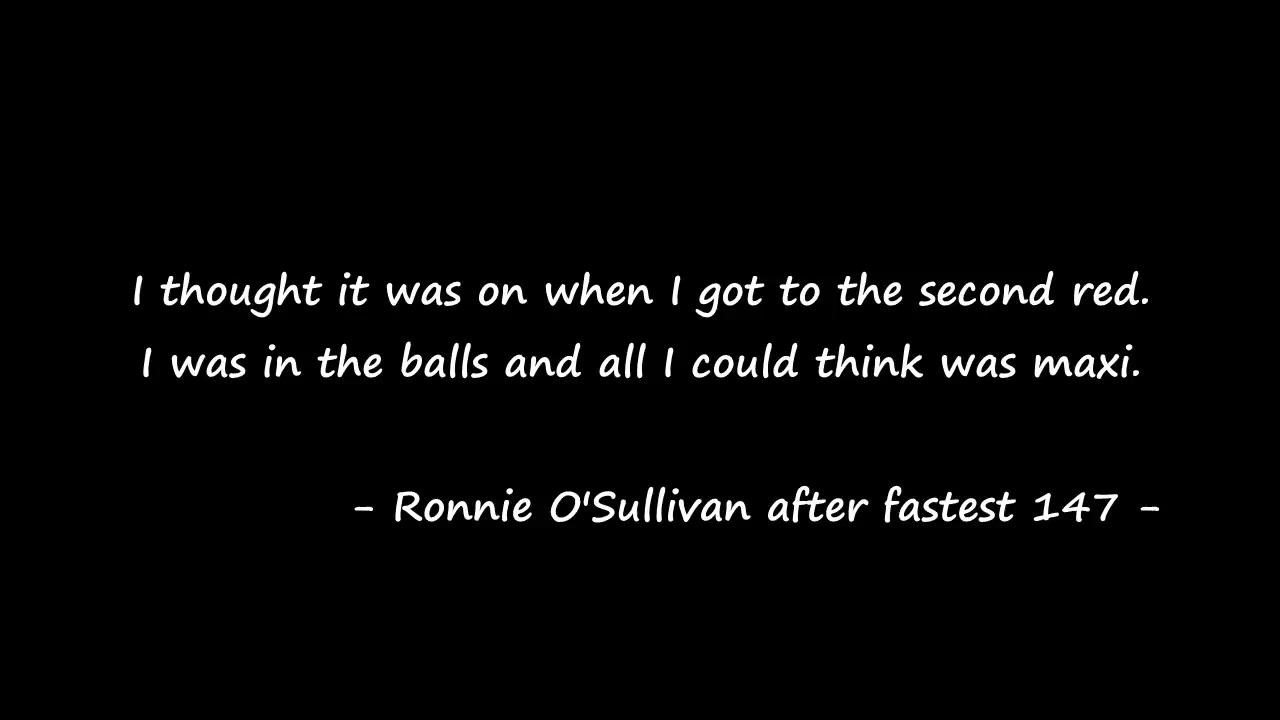 I thought it was on when I got to the second red.
I was in the balls and all I could think was maxi.
- Ronnie O'Sullivan after fastest 147 -